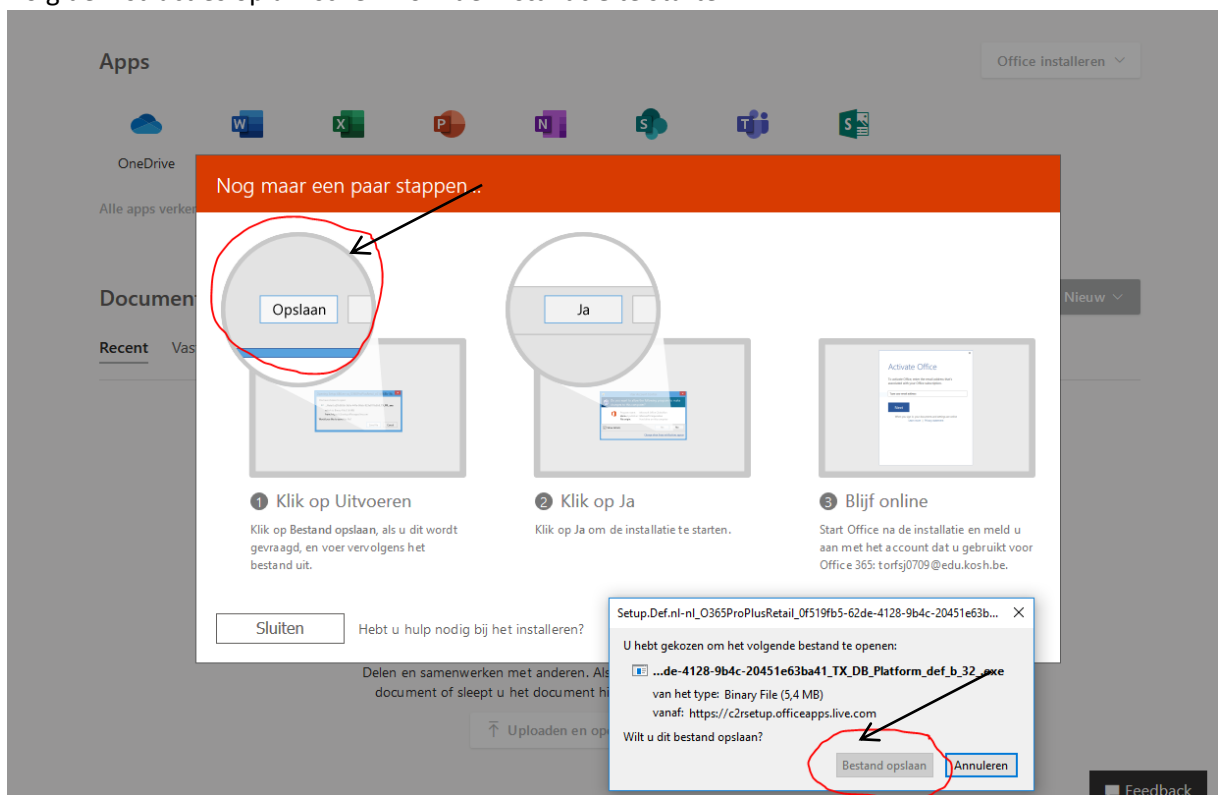 Apps
Office installeren
W
X
P
N
S
T
S
OneDrive
Nog maar een paar stappen...
Alle apps verker
Documen
Nieuw
Recent Vas
Opslaan
Ja
Activate Office
1 Klik op Uitvoeren
Klik op Bestand opslaan, als u dit wordt
gevraagd, en voer vervolgens het
bestand uit.
2 Klik op Ja
Klik op Ja om de installatie te starten.
3 Blijf online
Start Office na de installatie en meld u
aan met het account dat u gebruikt voor
Office 365: torfsj0709@edu.kosh.be.
Sluiten
Hebt u hulp nodig bij het installeren?
Setup.Def.nl-nl_O365ProPlusRetail_0f519fb5-62de-4128-9b4c-20451e63b...
U hebt gekozen om het volgende bestand te openen:
...de-4128-9b4c-20451e63ba41_TX_DB_Platform_def_b_32_.exe
van het type: Binary File (5,4 MB)
vanaf: https://c2rsetup.officeapps.live.com
Wilt u dit bestand opslaan?
Bestand opslaan
Annuleren
Delen en samenwerken met anderen. Als
document of sleept u het document hi
Uploaden en op
Feedback